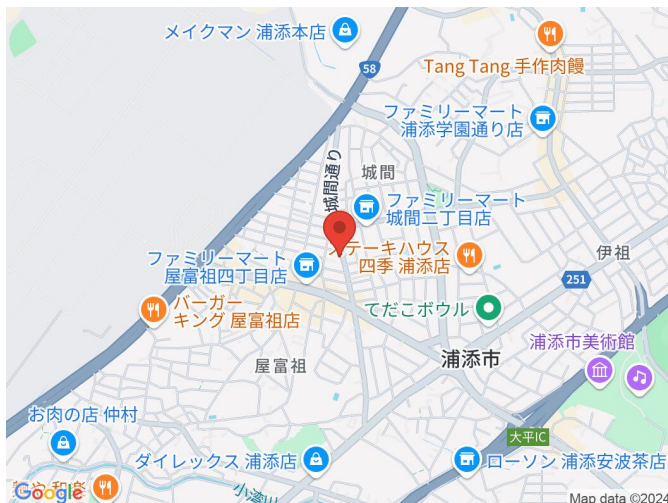 メイクマン 浦添本店
58
Tang Tang 手作肉饅
ファミリーマート
浦添学園通り店
城間通り
城間
ファミリーマート
城間二丁目店
伊祖
ステーキハウス
四季 浦添店
ファミリーマート
屋富祖四丁目店
251
バーガー
キング 屋富祖店
てだこボウル
浦添市美術館
浦添市
屋富祖
お肉の店 仲村
大平IC
ダイレックス 浦添店
ローソン 浦添安波茶店
小湾川
Google
Map data ©2024